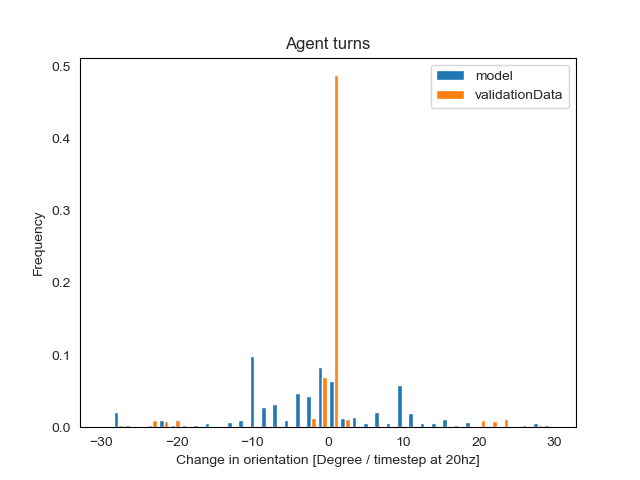 Agent turns
model
validationData
0.5
0.4
0.3
0.2
0.1
0.0
Frequency
−30 −20 −10 0 10 20 30
Change in orientation [Degree / timestep at 20hz]